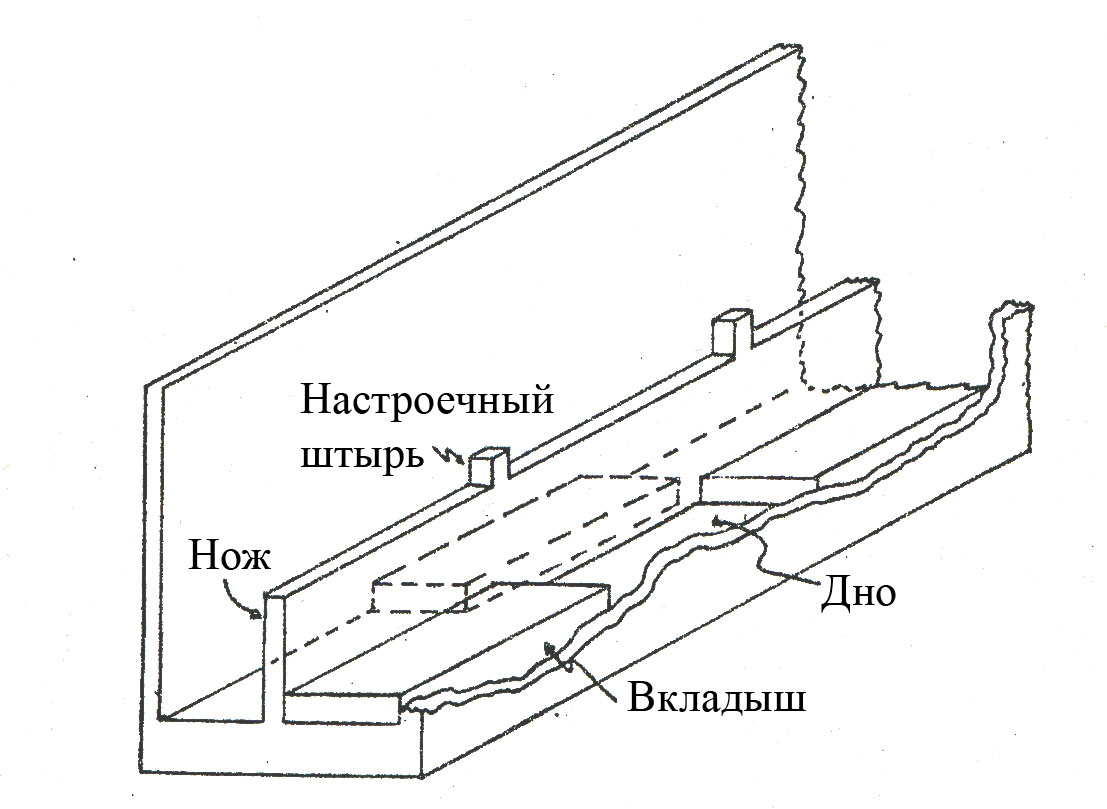 Настроечный
штырь
Нож
Дно
Вкладыш